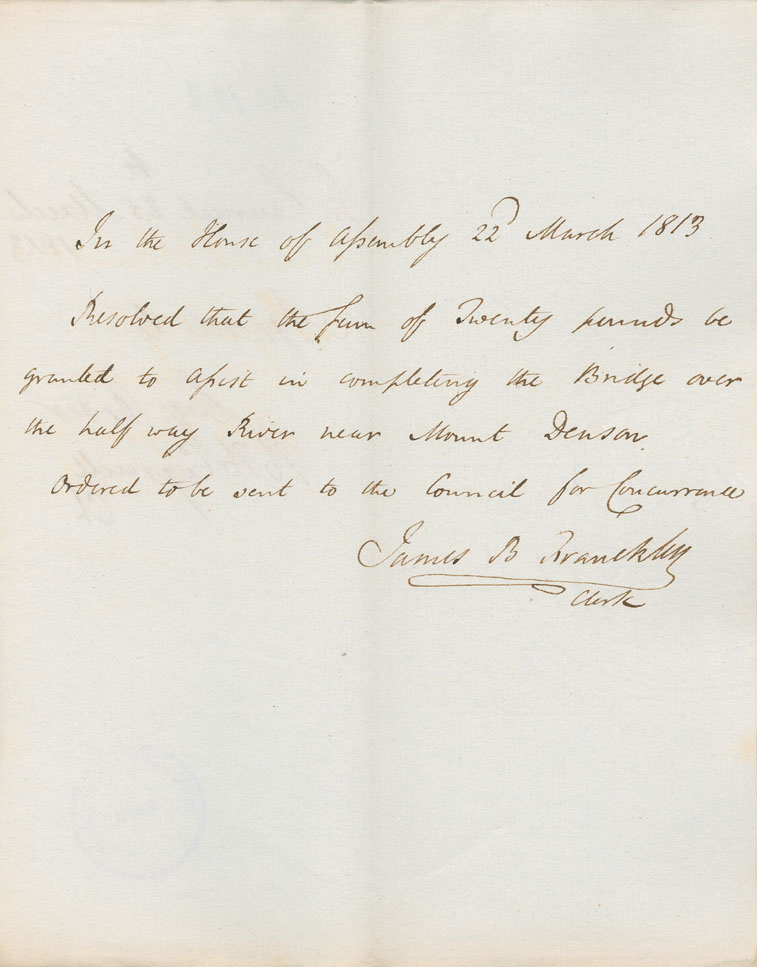 In the House of Assembly 22d March 1813
Resolved that the sum of Twenty pounds be
granted to assist in completing the Bridge over
the half way River near Mount Denson.
Ordered to be sent to the Council for Concurrence
James B Franckling
Clerk